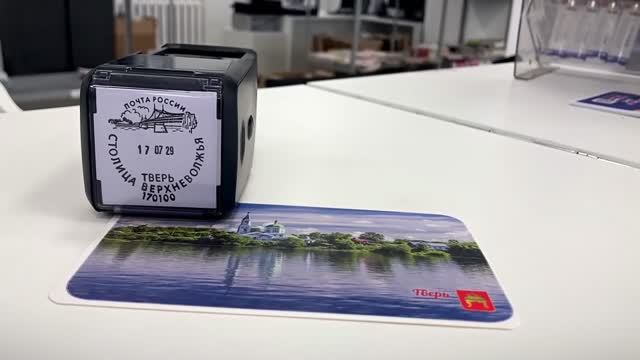 ПОЧТА РОССИИ
17 07 29
ТВЕРЬ
СТОЛИЦА ВЕРХНЕВОЛЖЬЯ
170100
Тверь